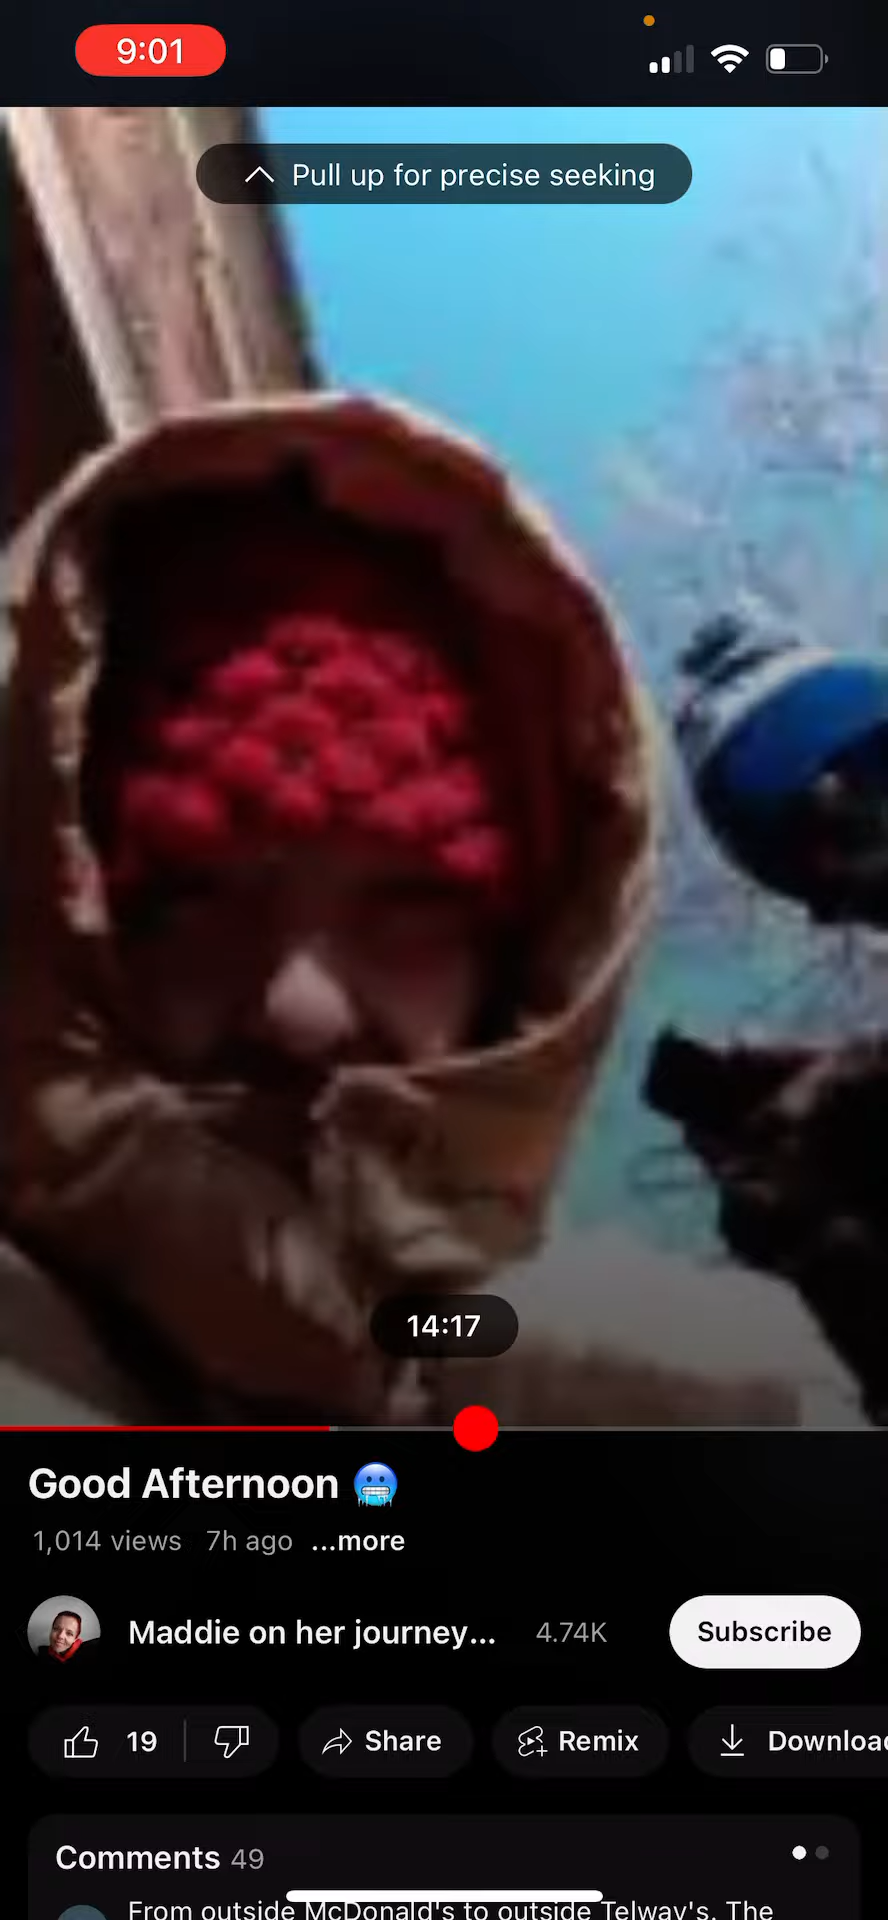 9:01
Pull up for precise seeking
14:17
Good Afternoon 🥶
1,014 views 7h ago ...more
Maddie on her journey... 4.74K Subscribe
19 Share Remix Downloa
Comments 49
From outside McDonald's to outside Telway's. The